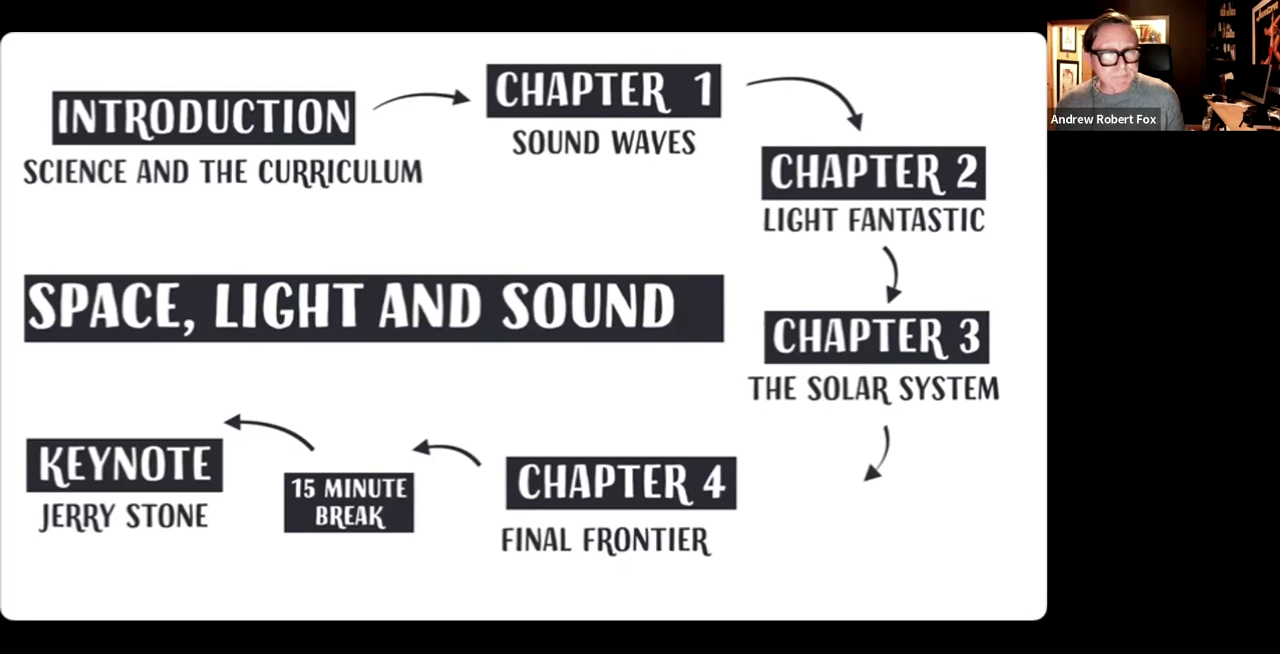 INTRODUCTION
SCIENCE AND THE CURRICULUM
CHAPTER 1
SOUND WAVES
CHAPTER 2
LIGHT FANTASTIC
SPACE, LIGHT AND SOUND
CHAPTER 3
THE SOLAR SYSTEM
CHAPTER 4
FINAL FRONTIER
15 MINUTE
BREAK
KEYNOTE
JERRY STONE
Andrew Robert Fox